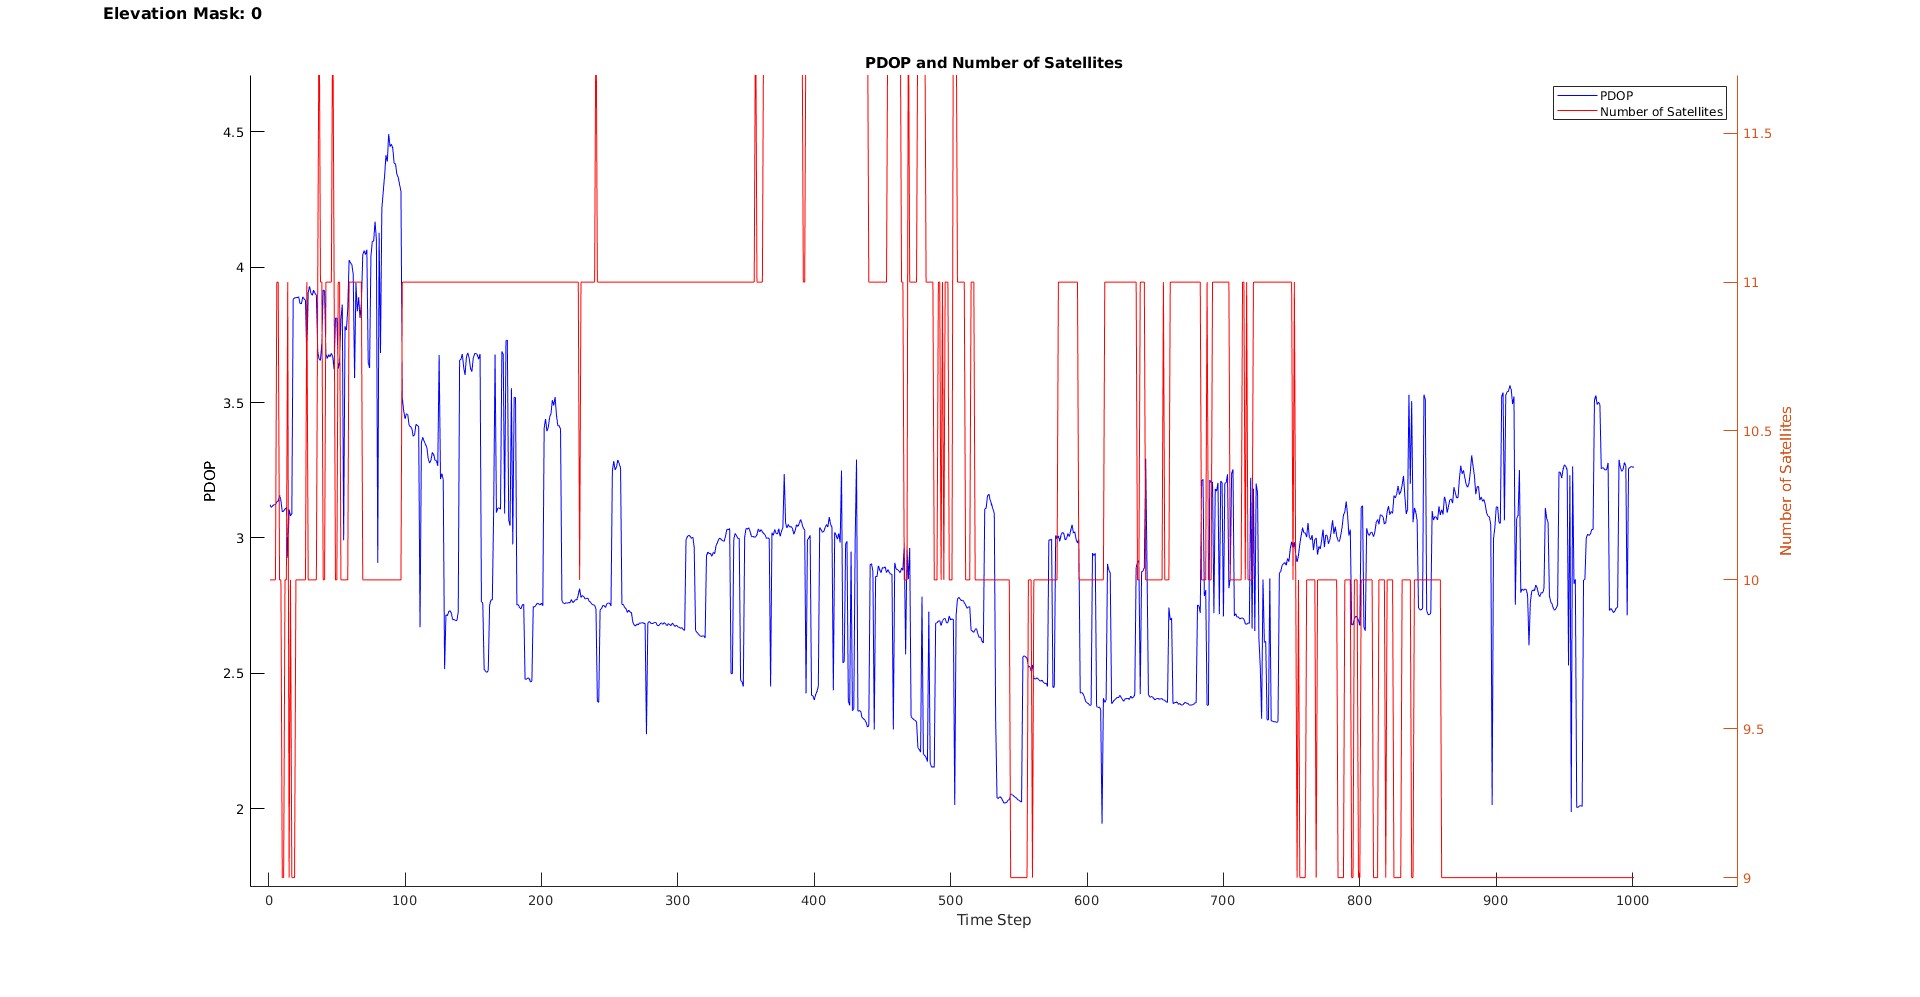 Elevation Mask: 0
PDOP and Number of Satellites
PDOP
Number of Satellites
4.5
4
3.5
3
2.5
2
PDOP
11.5
11
10.5
10
9.5
9
Number of Satellites
0 100 200 300 400 500 600 700 800 900 1000
Time Step